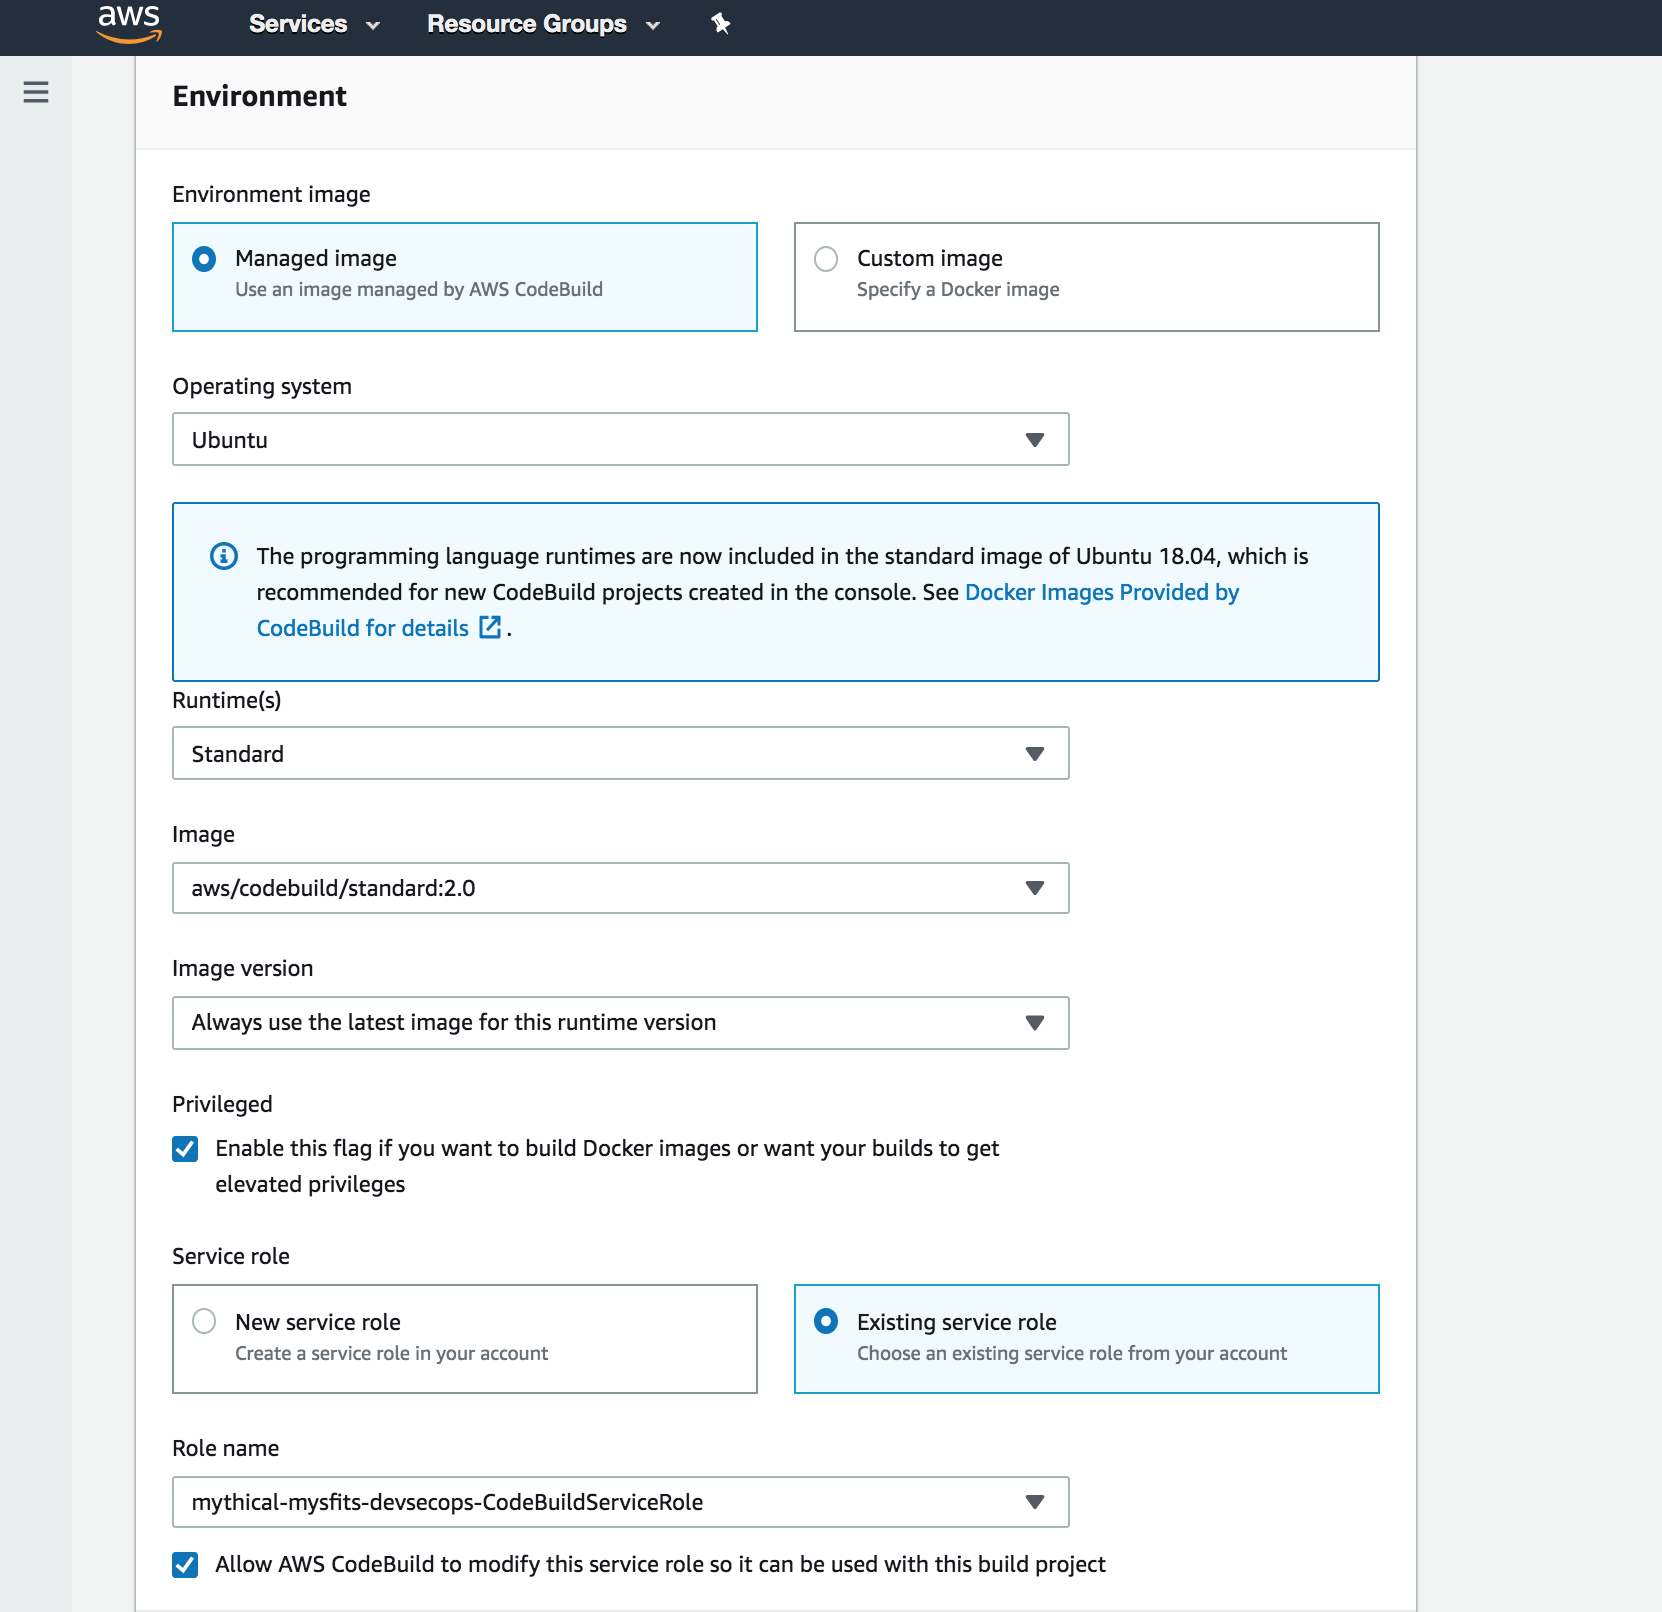 aws Services Resource Groups
Environment
Environment image
Managed image
Use an image managed by AWS CodeBuild
Custom image
Specify a Docker image
Operating system
Ubuntu
The programming language runtimes are now included in the standard image of Ubuntu 18.04, which is
recommended for new CodeBuild projects created in the console. See Docker Images Provided by
CodeBuild for details .
Runtime(s)
Standard
Image
aws/codebuild/standard:2.0
Image version
Always use the latest image for this runtime version
Privileged
Enable this flag if you want to build Docker images or want your builds to get
elevated privileges
Service role
New service role
Create a service role in your account
Existing service role
Choose an existing service role from your account
Role name
mythical-mysfits-devsecops-CodeBuildServiceRole
Allow AWS CodeBuild to modify this service role so it can be used with this build project